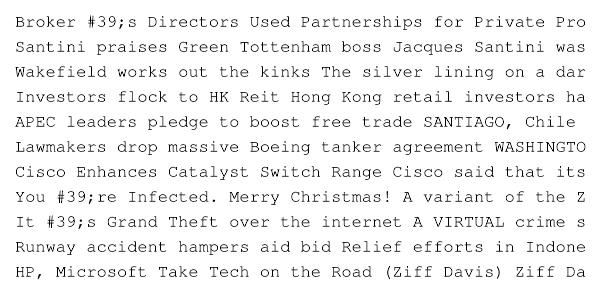 Broker #39;s Directors Used Partnerships for Private Pro
Santini praises Green Tottenham boss Jacques Santini was
Wakefield works out the kinks The silver lining on a dar
Investors flock to HK Reit Hong Kong retail investors ha
APEC leaders pledge to boost free trade SANTIAGO, Chile
Lawmakers drop massive Boeing tanker agreement WASHINGTO
Cisco Enhances Catalyst Switch Range Cisco said that its
You #39;re Infected. Merry Christmas! A variant of the Z
It #39;s Grand Theft over the internet A VIRTUAL crime s
Runway accident hampers aid bid Relief efforts in Indone
HP, Microsoft Take Tech on the Road (Ziff Davis) Ziff Da